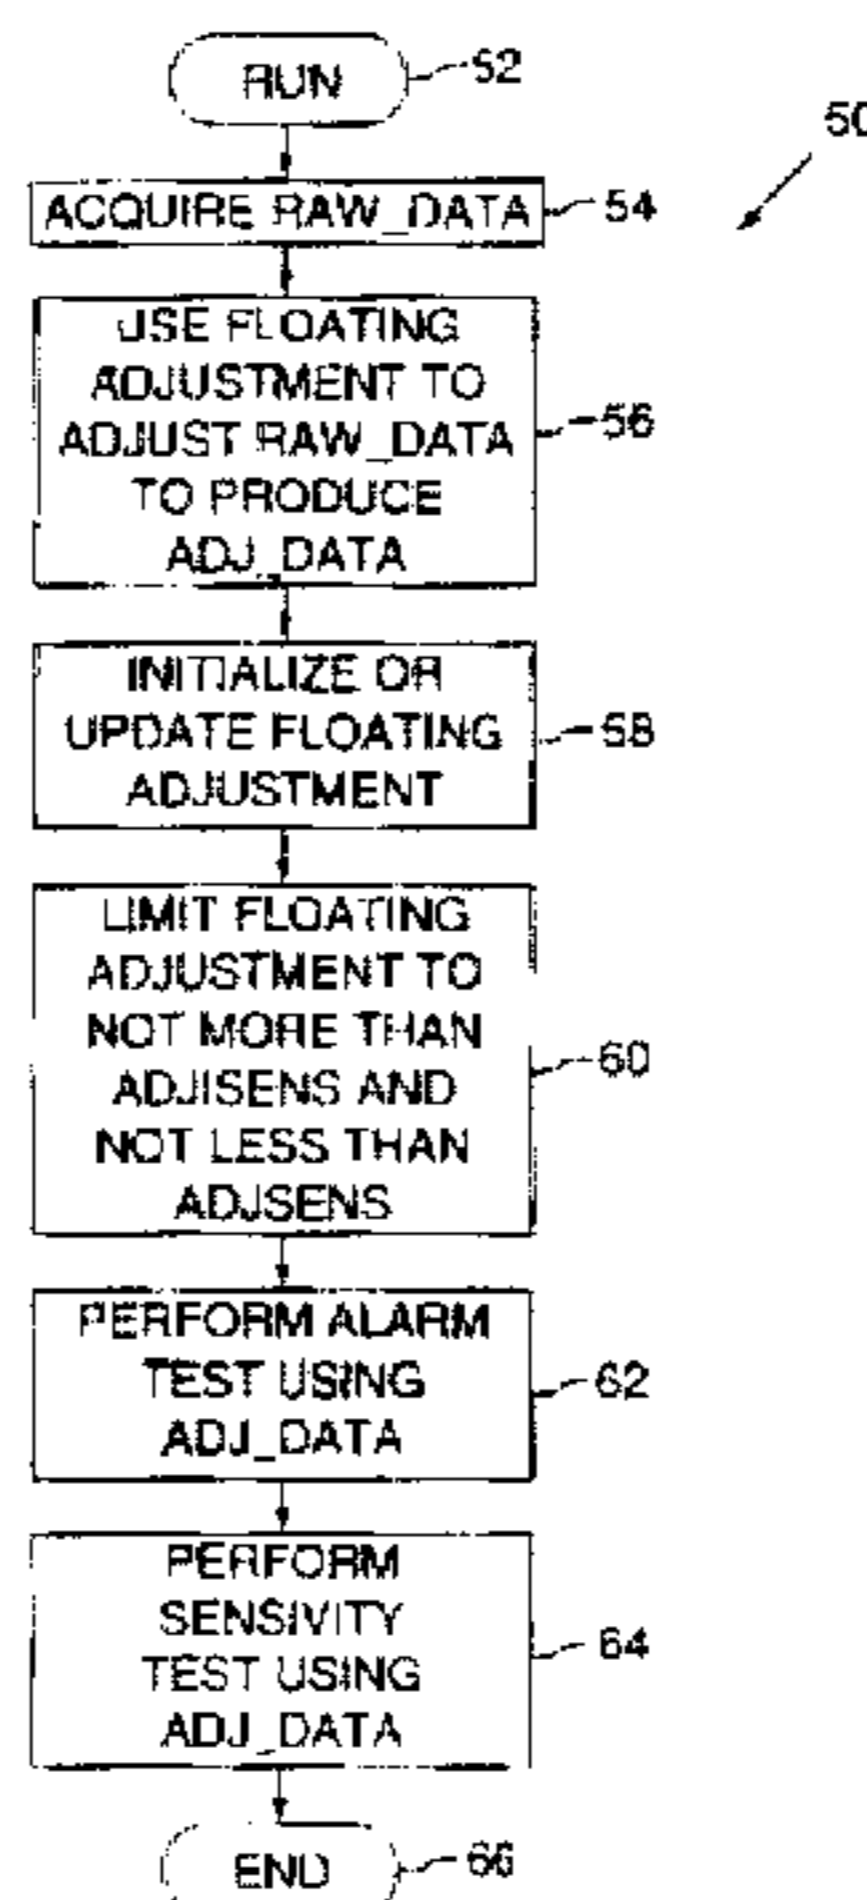 RUN
52
50
ACQUIRE RAW_DATA
54
USE FLOATING
ADJUSTMENT TO
ADJUST RAW_DATA
TO PRODUCE
ADJ_DATA
56
INITIALIZE OR
UPDATE FLOATING
ADJUSTMENT
58
LIMIT FLOATING
ADJUSTMENT TO
NOT MORE THAN
ADJISENS AND
NOT LESS THAN
ADJSENS
60
PERFORM ALARM
TEST USING
ADJ_DATA
62
PERFORM
SENSIVITY
TEST USING
ADJ_DATA
64
END
66